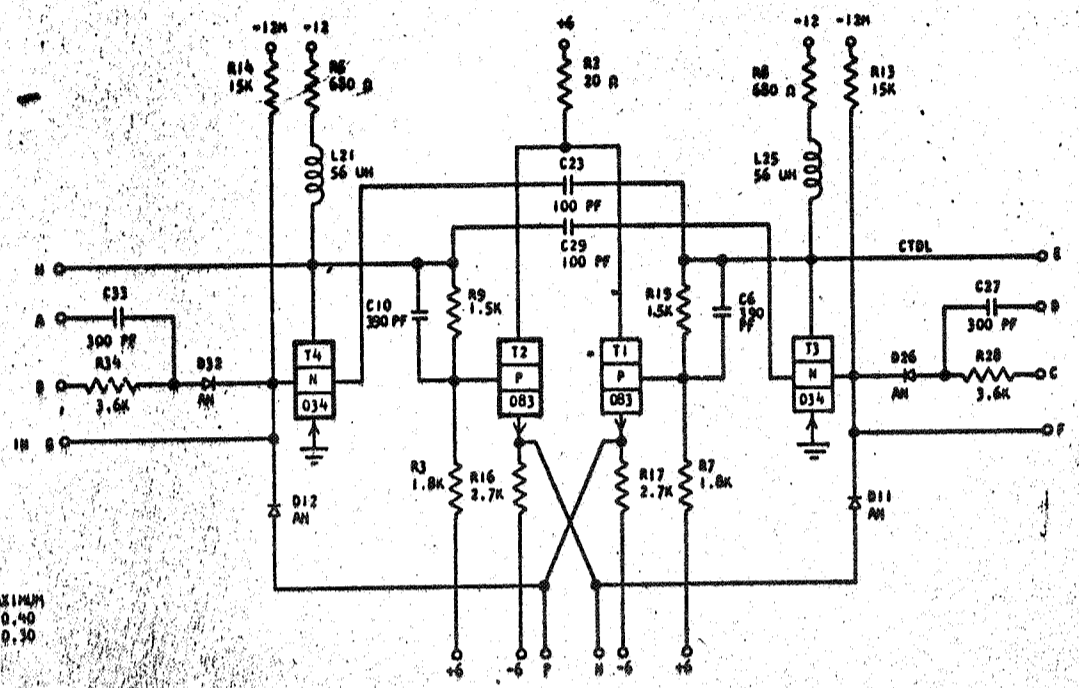 -12M -12
+6
-12 -12M
R14
15K
680 Ω
R2
20 Ω
R8
680 Ω
R13
15K
L21
56 UH
L25
56 UH
C23
100 PF
C29
100 PF
CTDL
C33
300 PF
C10
390 PF
R9
1.5K
R19
1.5K
C6
390
PF
C27
300 PF
A
R34
3.6K
D32
AN
T4
N
034
T2
P
083
T1
P
083
T3
N
034
D26
AN
R28
3.6K
C
F
IN
R3
1.8K
R16
2.7K
R17
2.7K
R7
1.8K
D12
AN
D11
AN
0.40
0.30
+6 -6 -6 +6